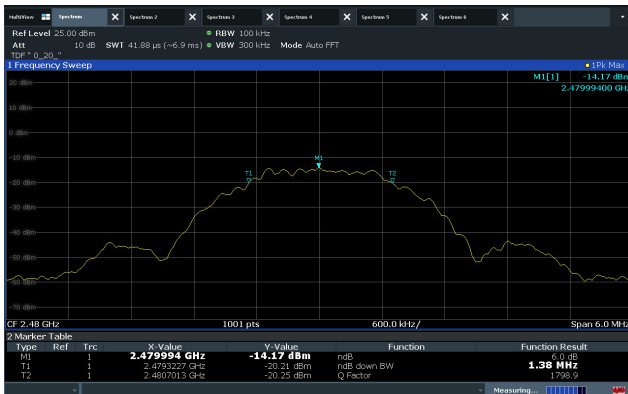 MultiView Spectrum X Spectrum 2 X Spectrum 3 X Spectrum 4 X Spectrum 5 X Spectrum 6 X
Ref Level 25.00 dBm RBW 100 kHz
Att 10 dB SWT 41.88 µs (~6.9 ms) VBW 300 kHz Mode Auto FFT
TDF "0_20_"
1 Frequency Sweep 1Pk Max
M1[1] -14.17 dBm
2.47999400 GHz
20 dBm
10 dBm
0 dBm
-10 dBm
M1
T1
T2
-20 dBm
-30 dBm
-40 dBm
-50 dBm
-60 dBm
-70 dBm
CF 2.48 GHz 1001 pts 600.0 kHz/ Span 6.0 MHz
2 Marker Table
Type Ref Trc X-Value Y-Value Function Function Result
M1 1 2.479994 GHz -14.17 dBm ndB 6.0 dB
T1 1 2.4793227 GHz -20.21 dBm ndB down BW 1.38 MHz
T2 1 2.4807013 GHz -20.25 dBm Q Factor 1798.9
Measuring...